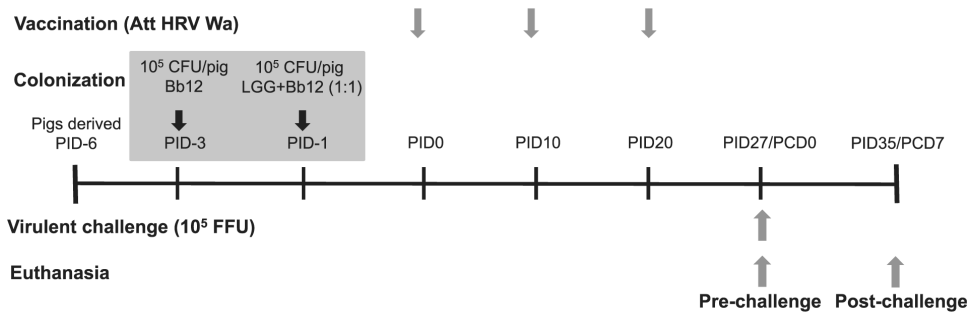 Vaccination (Att HRV Wa)
10⁵ CFU/pig 10⁵ CFU/pig
Colonization Bb12 LGG+Bb12 (1:1)
Pigs derived
PID-6 PID-3 PID-1 PID0 PID10 PID20 PID27/PCD0 PID35/PCD7
Virulent challenge (10⁵ FFU)
Euthanasia
Pre-challenge Post-challenge